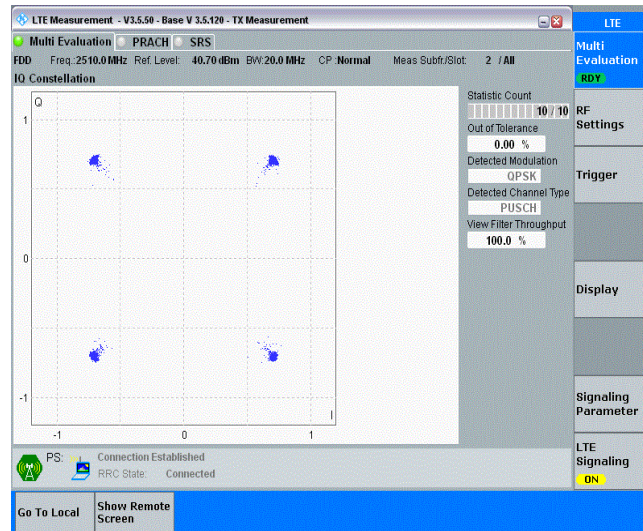 LTE Measurement - V3.5.50 - Base V 3.5.120 - TX Measurement
LTE
Multi Evaluation PRACH SRS
Multi
Evaluation
RDY
FDD Freq.:2510.0 MHz Ref. Level: 40.70 dBm BW:20.0 MHz CP :Normal Meas Subfr./Slot: 2 / All
IQ Constellation
Q
1
0
-1
-1
0
1
I
Statistic Count
10 / 10
Out of Tolerance
0.00 %
Detected Modulation
QPSK
Detected Channel Type
PUSCH
View Filter Throughput
100.0 %
RF
Settings
Trigger
Display
Signaling
Parameter
LTE
Signaling
ON
PS: Connection Established
RRC State: Connected
Go To Local
Show Remote
Screen